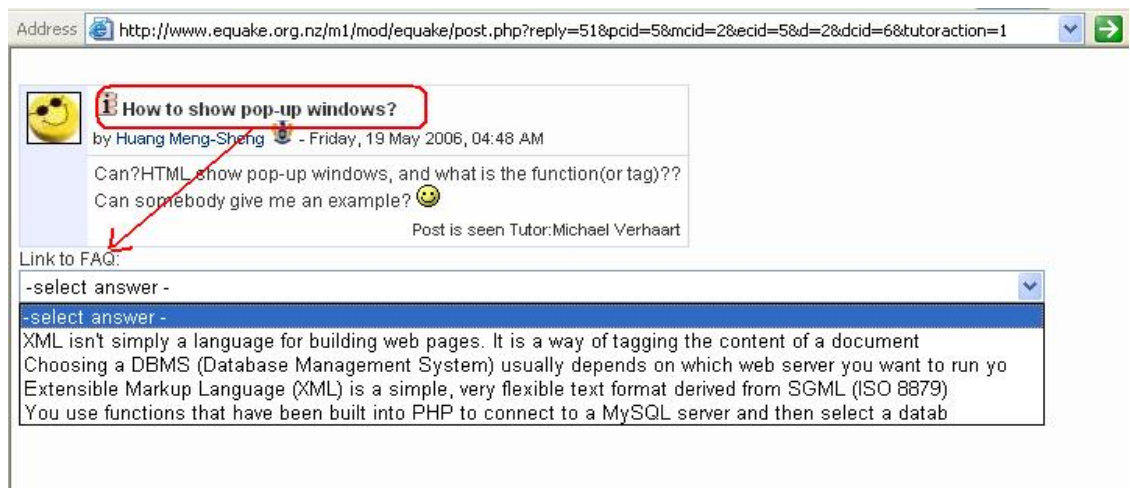 Address http://www.equake.org.nz/m1/mod/equake/post.php?reply=51&pcid=5&mcid=2&ecid=5&d=2&dcid=6&tutoraction=1
How to show pop-up windows?
by Huang Meng-Sheng - Friday, 19 May 2006, 04:48 AM
Can?HTML show pop-up windows, and what is the function(or tag)??
Can somebody give me an example?
Post is seen Tutor:Michael Verhaart
Link to FAQ:
-select answer -
-select answer -
XML isn't simply a language for building web pages. It is a way of tagging the content of a document
Choosing a DBMS (Database Management System) usually depends on which web server you want to run yo
Extensible Markup Language (XML) is a simple, very flexible text format derived from SGML (ISO 8879)
You use functions that have been built into PHP to connect to a MySQL server and then select a datab